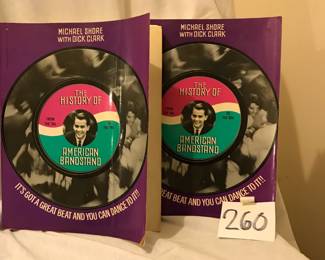 MICHAEL SHORE
WITH DICK CLARK
THE
HISTORY OF
AMERICAN
BANDSTAND
IT'S GOT A GREAT BEAT AND YOU CAN DANCE TO IT!!
MICHAEL SHORE
WITH DICK CLARK
THE
HISTORY OF
AMERICAN
BANDSTAND
EAT BEAT AND YOU CAN DANCE TO IT!!
260